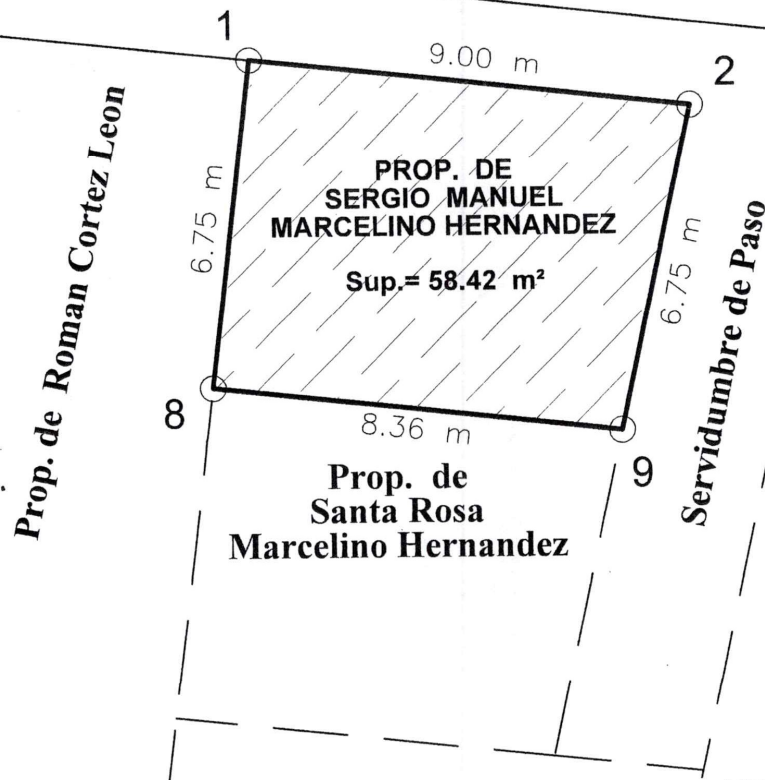 1
9.00 m
2
PROP. DE
SERGIO MANUEL
MARCELINO HERNANDEZ
Sup.= 58.42 m²
6.75 m
6.75 m
Prop. de Roman Cortez Leon
Servidumbre de Paso
8
8.36 m
9
Prop. de
Santa Rosa
Marcelino Hernandez